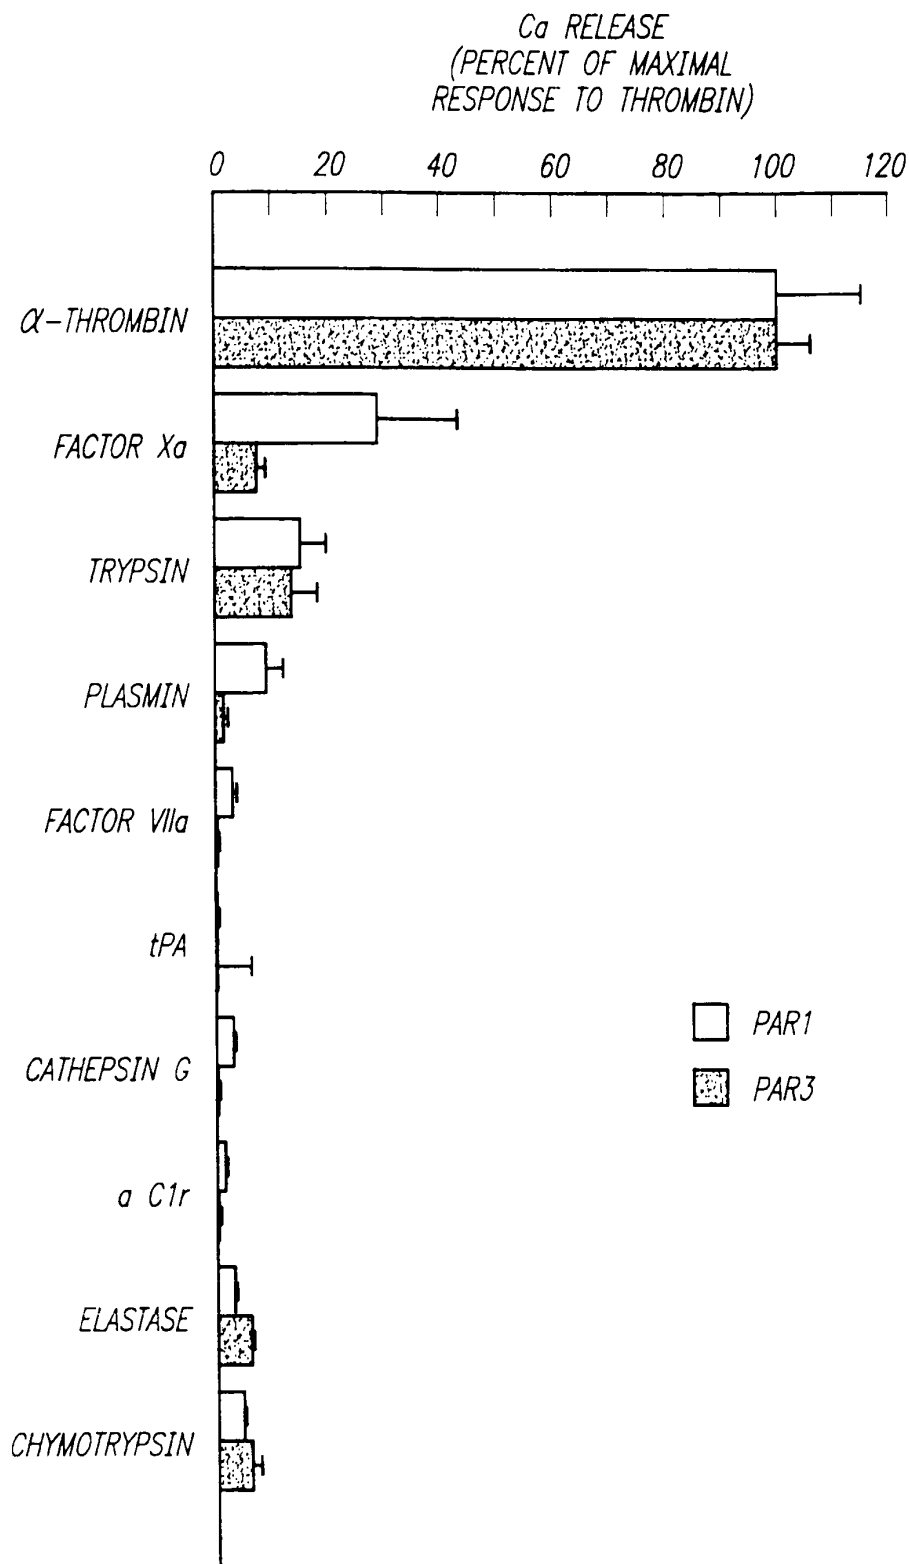 Ca RELEASE
(PERCENT OF MAXIMAL
RESPONSE TO THROMBIN)
0 20 40 60 80 100 120
α-THROMBIN
FACTOR Xa
TRYPSIN
PLASMIN
FACTOR VIIa
tPA
CATHEPSIN G
a C1r
ELASTASE
CHYMOTRYPSIN
PAR1
PAR3